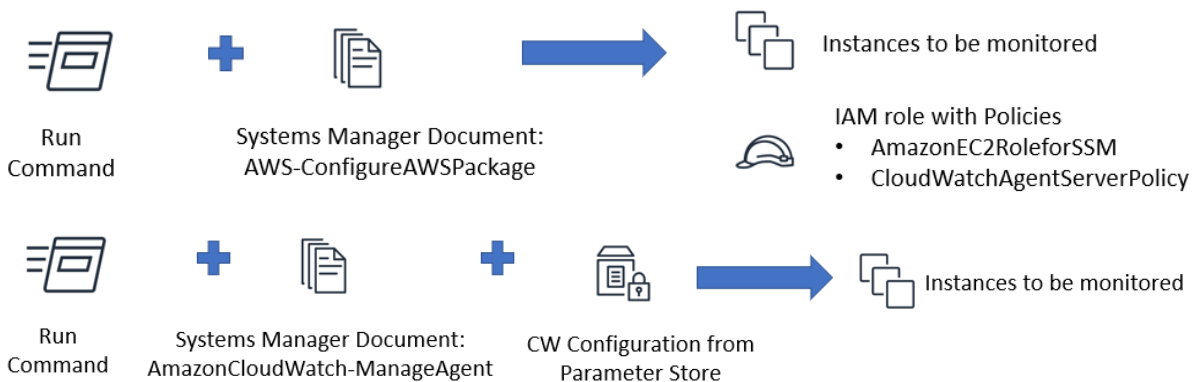 Run
Command
Systems Manager Document:
AWS-ConfigureAWSPackage
Instances to be monitored
IAM role with Policies
• AmazonEC2RoleforSSM
• CloudWatchAgentServerPolicy
Run
Command
Systems Manager Document:
AmazonCloudWatch-ManageAgent
CW Configuration from
Parameter Store
Instances to be monitored